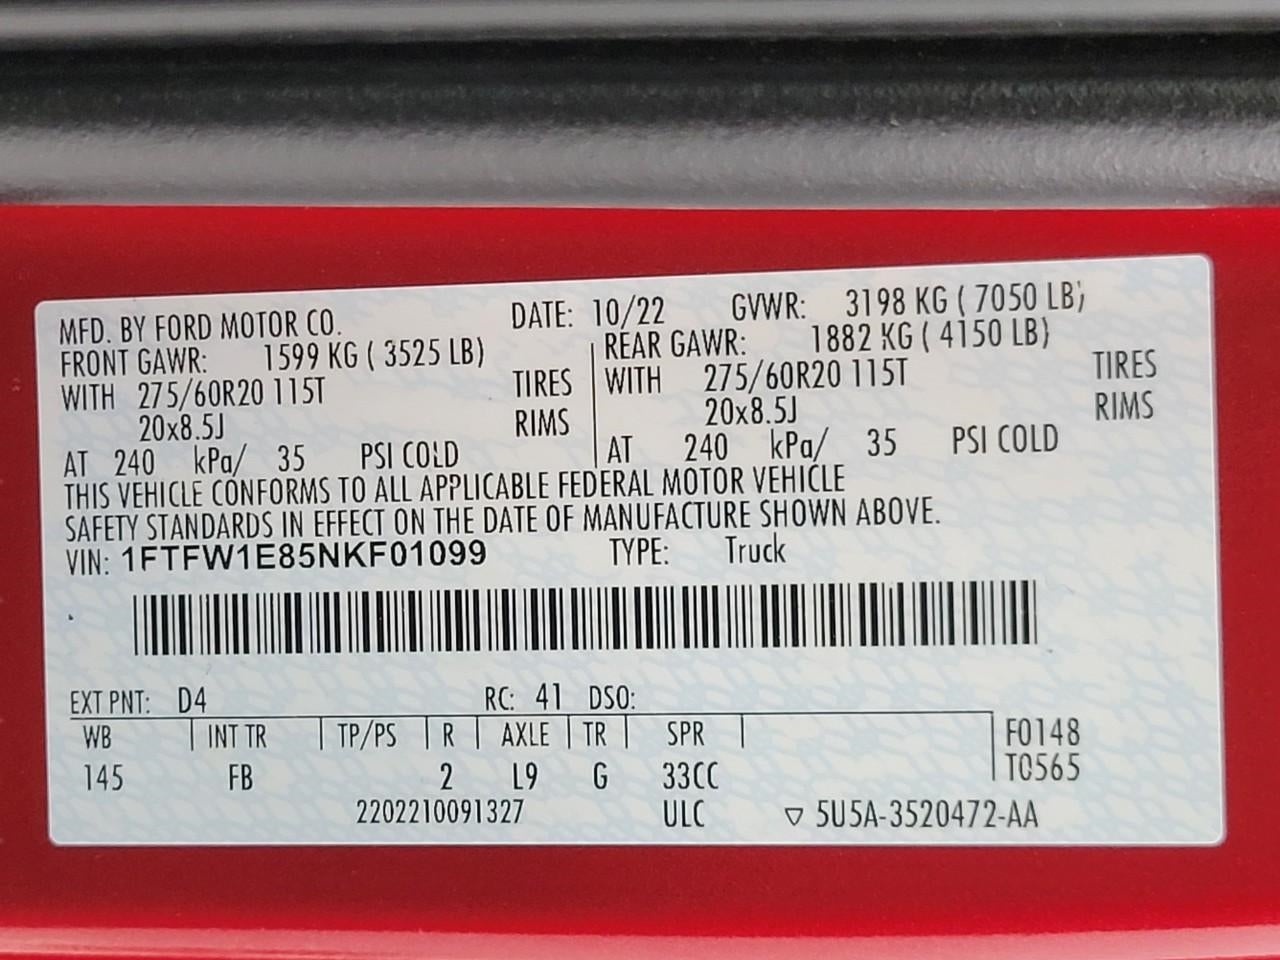 MFD. BY FORD MOTOR CO. DATE: 10/22 GVWR: 3198 KG ( 7050 LB)
FRONT GAWR: 1599 KG ( 3525 LB) REAR GAWR: 1882 KG ( 4150 LB)
WITH 275/60R20 115T TIRES WITH 275/60R20 115T TIRES
20x8.5J RIMS 20x8.5J RIMS
AT 240 kPa/ 35 PSI COLD AT 240 kPa/ 35 PSI COLD
THIS VEHICLE CONFORMS TO ALL APPLICABLE FEDERAL MOTOR VEHICLE
SAFETY STANDARDS IN EFFECT ON THE DATE OF MANUFACTURE SHOWN ABOVE.
VIN: 1FTFW1E85NKF01099 TYPE: Truck
EXT PNT: D4 RC: 41 DSO:
WB INT TR TP/PS R AXLE TR SPR F0148
145 FB 2 L9 G 33CC T0565
2202210091327 ULC ▽ 5U5A-3520472-AA